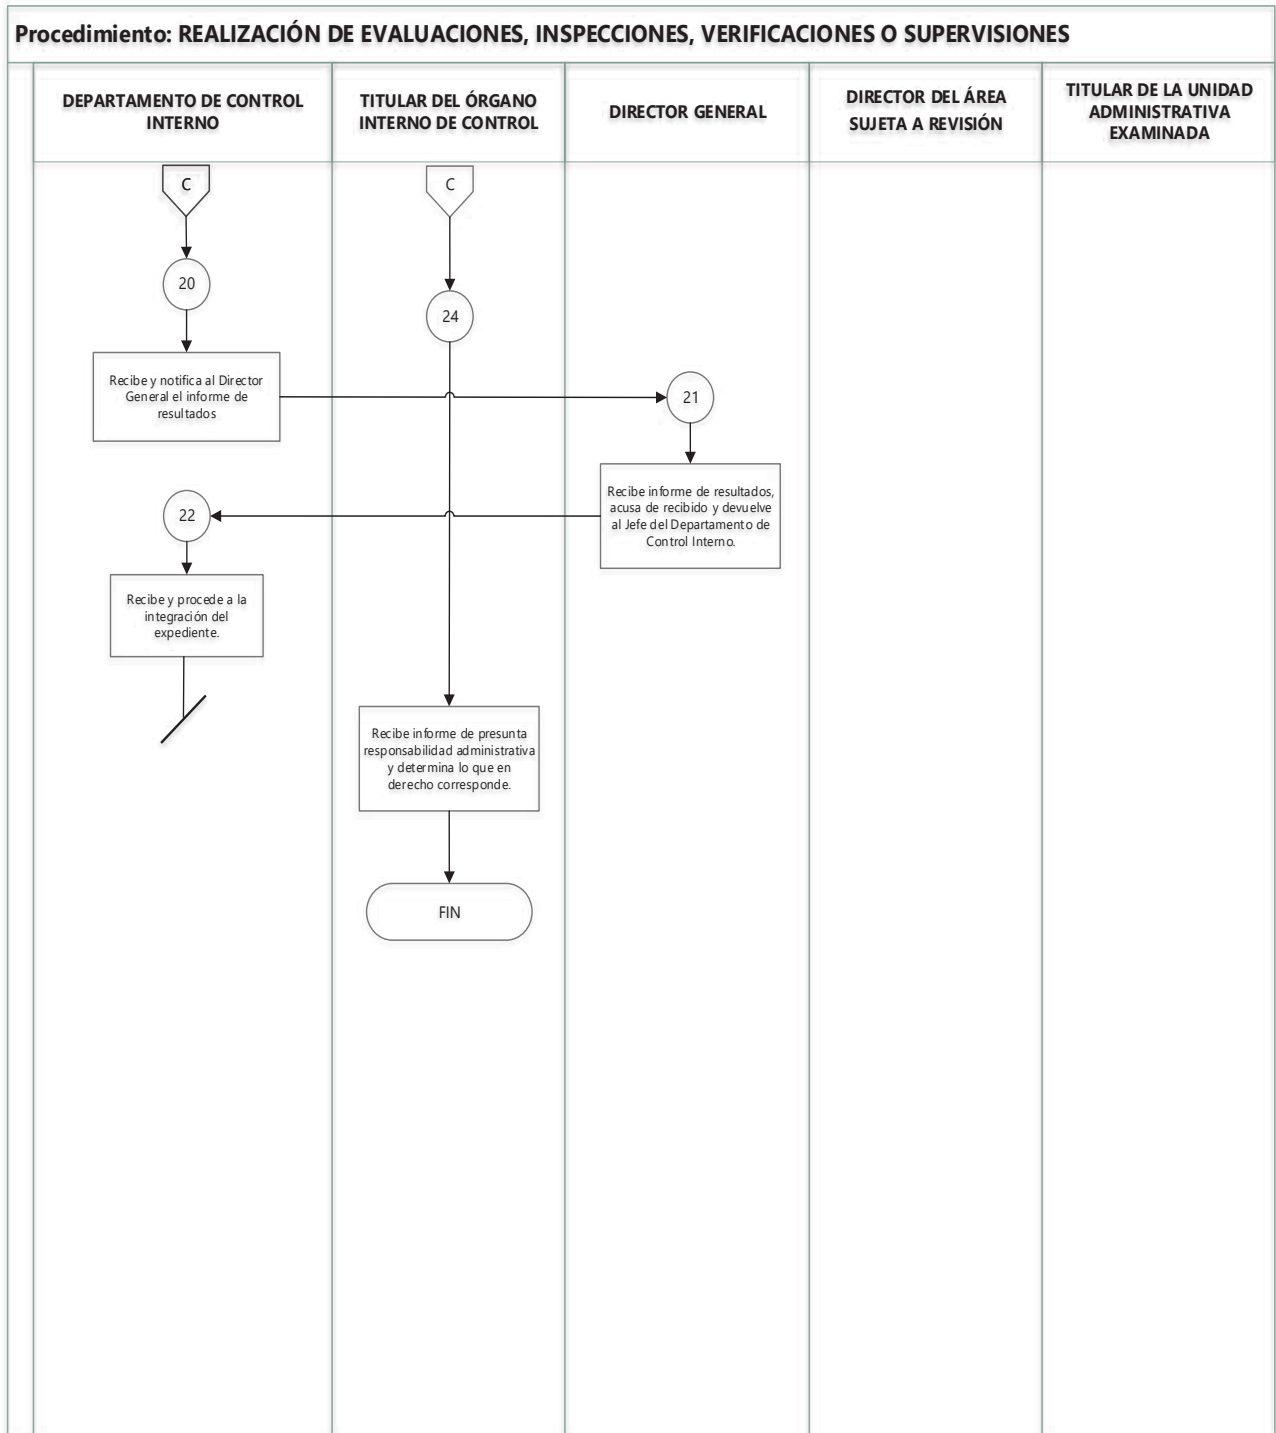 Procedimiento: REALIZACIÓN DE EVALUACIONES, INSPECCIONES, VERIFICACIONES O SUPERVISIONES
DEPARTAMENTO DE CONTROL
INTERNO
TITULAR DEL ÓRGANO
INTERNO DE CONTROL
DIRECTOR GENERAL
DIRECTOR DEL ÁREA
SUJETA A REVISIÓN
TITULAR DE LA UNIDAD
ADMINISTRATIVA
EXAMINADA
C
C
20
24
Recibe y notifica al Director
General el informe de
resultados
21
Recibe informe de resultados,
acusa de recibido y devuelve
al Jefe del Departamento de
Control Interno.
22
Recibe y procede a la
integración del
expediente.
Recibe informe de presunta
responsabilidad administrativa
y determina lo que en
derecho corresponde.
FIN